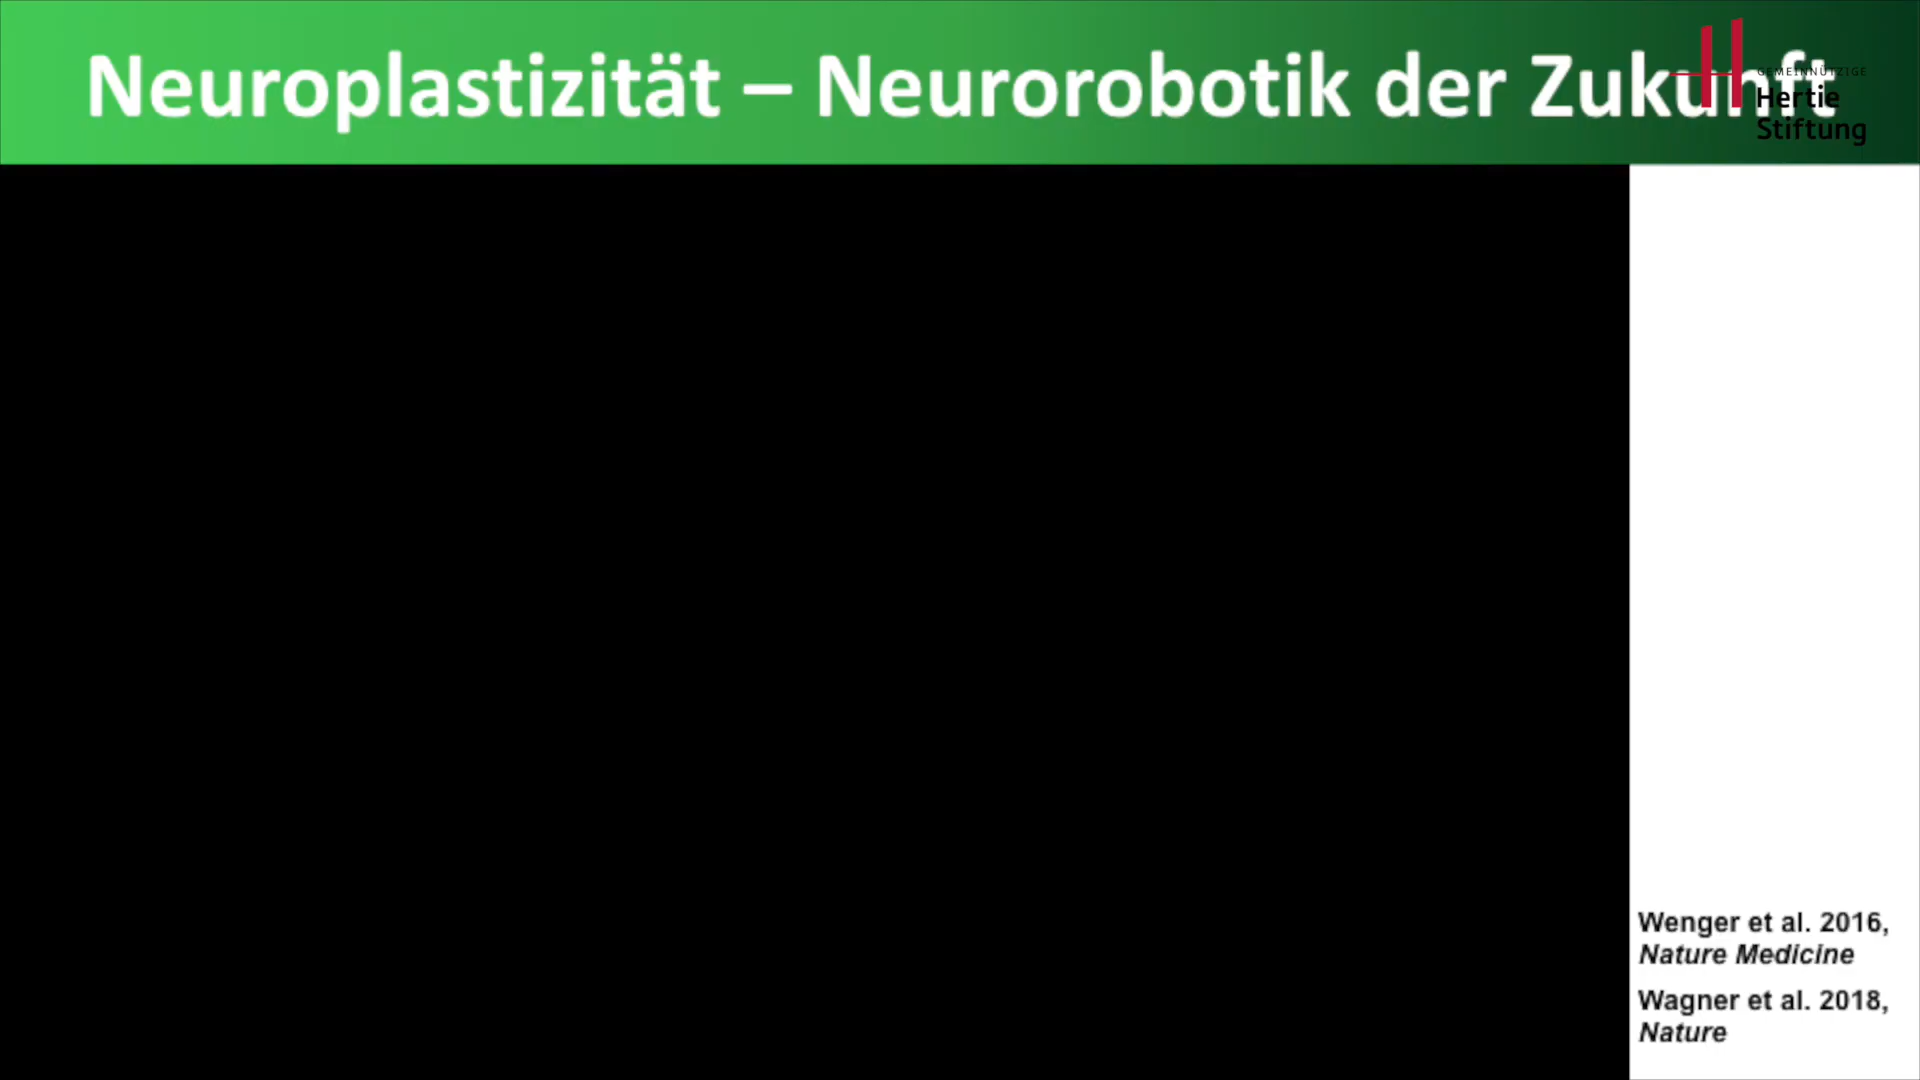 Neuroplastizität – Neurorobotik der Zukunft
GEMEINNÜTZIGE
Hertie
Stiftung
Wenger et al. 2016,
Nature Medicine
Wagner et al. 2018,
Nature